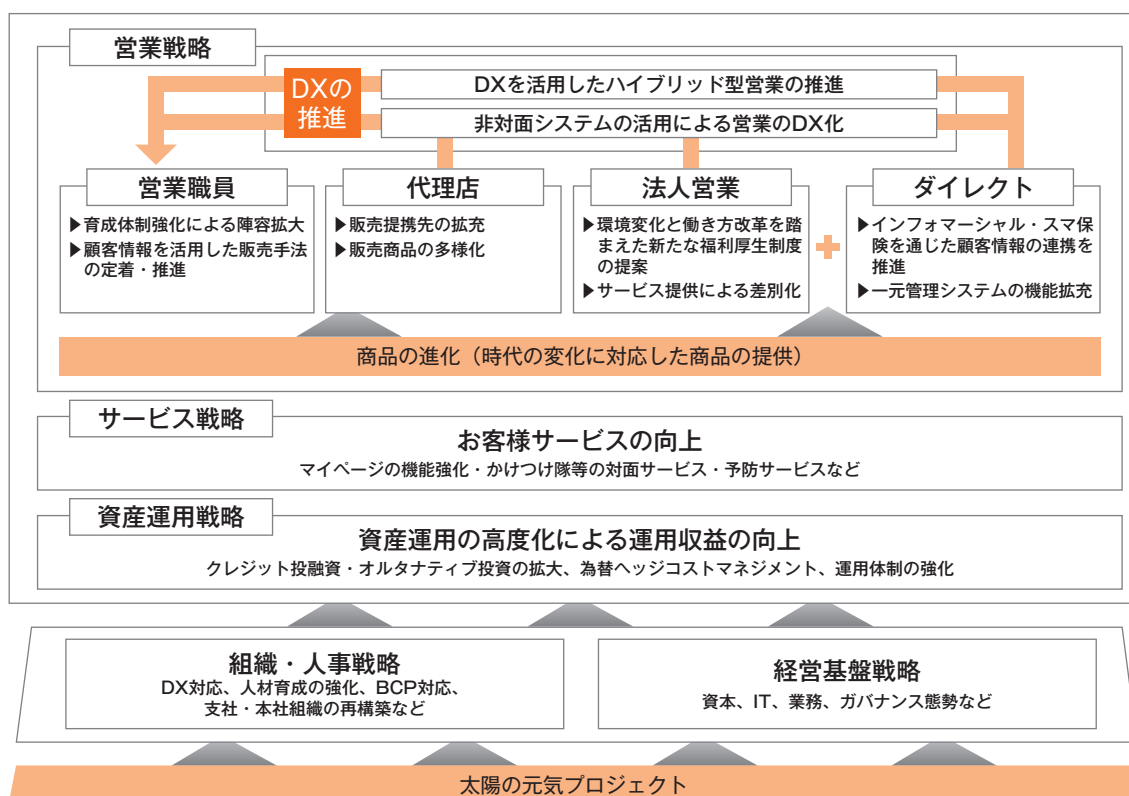 営業戦略
DXの
推進
DXを活用したハイブリッド型営業の推進
非対面システムの活用による営業のDX化
営業職員
▶育成体制強化による陣容拡大
▶顧客情報を活用した販売手法
の定着・推進
代理店
▶販売提携先の拡充
▶販売商品の多様化
法人営業
▶環境変化と働き方改革を踏
まえた新たな福利厚生制度
の提案
▶サービス提供による差別化
ダイレクト
▶インフォマーシャル・スマ保
険を通じた顧客情報の連携を
推進
▶一元管理システムの機能拡充
商品の進化（時代の変化に対応した商品の提供）
サービス戦略
お客様サービスの向上
マイページの機能強化・かけつけ隊等の対面サービス・予防サービスなど
資産運用戦略
資産運用の高度化による運用収益の向上
クレジット投融資・オルタナティブ投資の拡大、為替ヘッジコストマネジメント、運用体制の強化
組織・人事戦略
DX対応、人材育成の強化、BCP対応、
支社・本社組織の再構築など
経営基盤戦略
資本、IT、業務、ガバナンス態勢など
太陽の元気プロジェクト